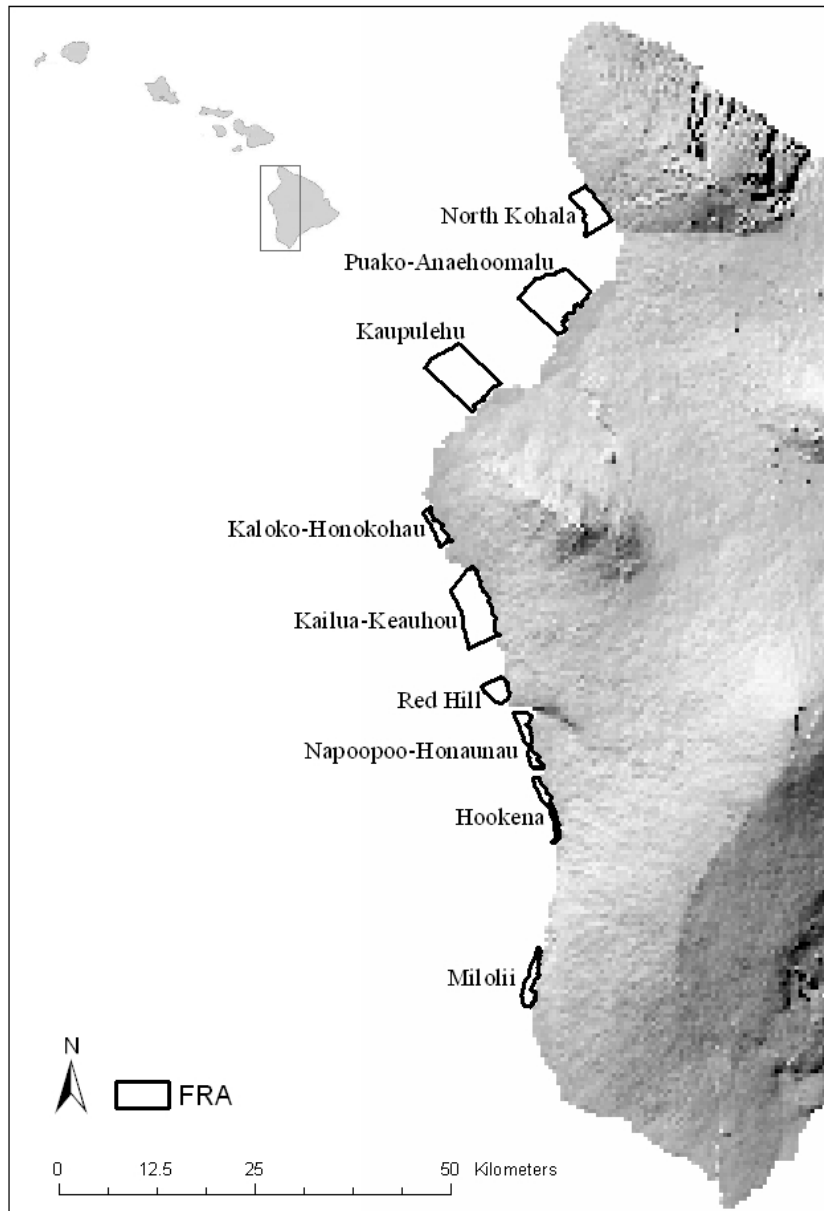 North Kohala
Puako-Anaehoomalu
Kaupulehu
Kaloko-Honokohau
Kailua-Keauhou
Red Hill
Napoopoo-Honaunau
Hookena
Milolii
N
FRA
0 12.5 25 50 Kilometers